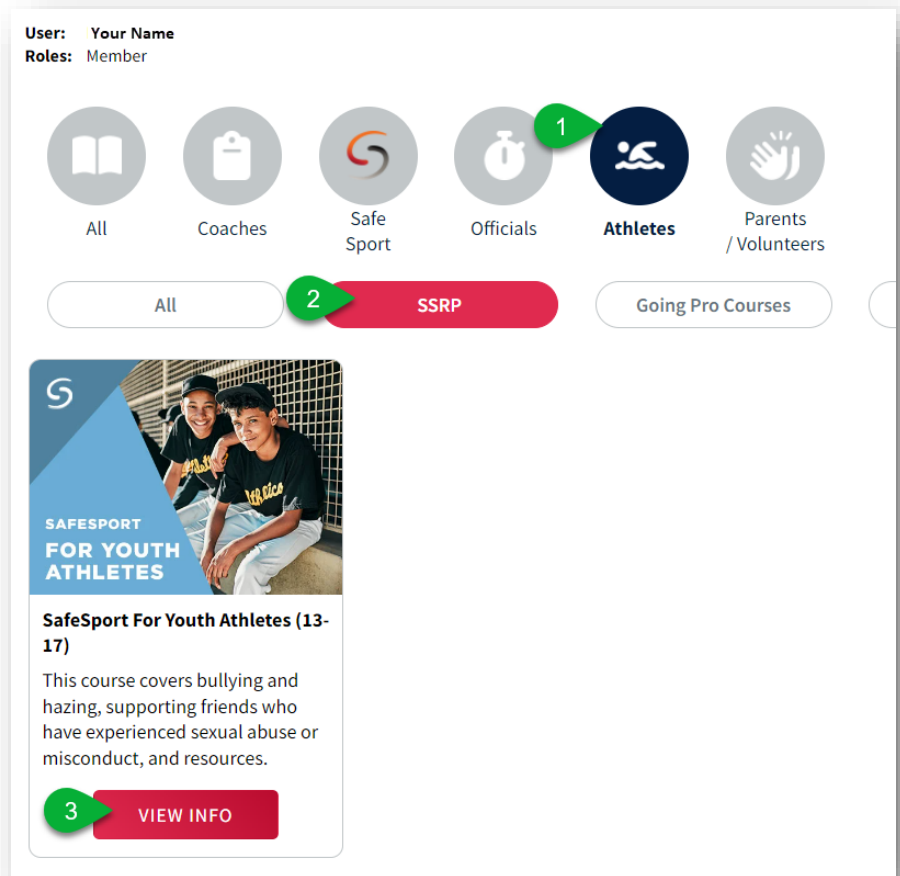 User: Your Name
Roles: Member
1
All
Coaches
Safe
Sport
Officials
Athletes
Parents
/ Volunteers
All
2
SSRP
Going Pro Courses
SAFESPORT
FOR YOUTH
ATHLETES
SafeSport For Youth Athletes (13-
17)
This course covers bullying and
hazing, supporting friends who
have experienced sexual abuse or
misconduct, and resources.
3
VIEW INFO